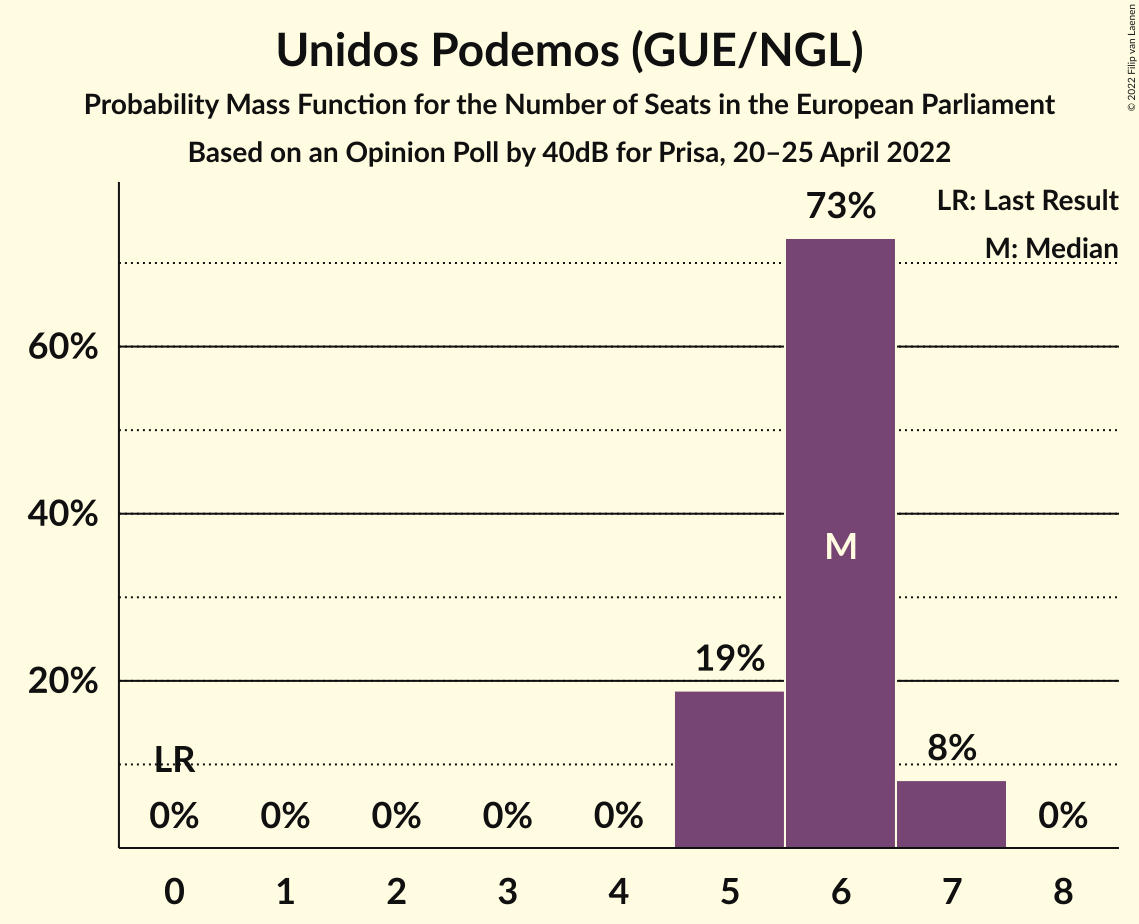 Unidos Podemos (GUE/NGL)
Probability Mass Function for the Number of Seats in the European Parliament
Based on an Opinion Poll by 40dB for Prisa, 20–25 April 2022
© 2022 Filip van Laenen
LR: Last Result
M: Median
73%
60%
40%
M
19%
20%
8%
LR
0% 0% 0% 0% 0% 0%
0 1 2 3 4 5 6 7 8